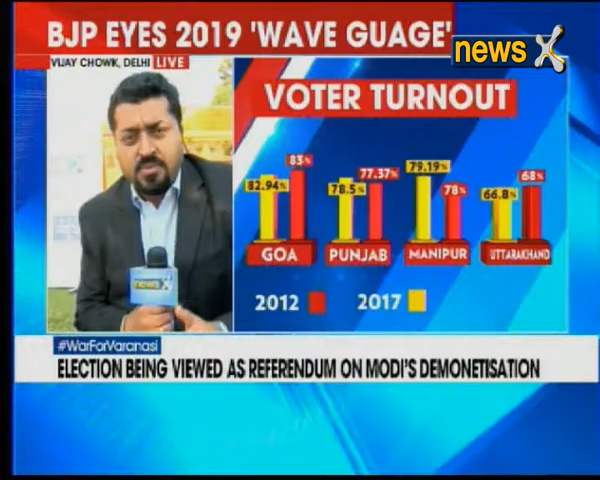 BJP EYES 2019 'WAVE GUAGE'
newsX
VIJAY CHOWK, DELHI LIVE
VOTER TURNOUT
82.94% 83% 78.5% 77.37% 79.19% 78% 66.8% 68%
GOA PUNJAB MANIPUR UTTARAKHAND
2012 2017
newsX
#WarForVaranasi
ELECTION BEING VIEWED AS REFERENDUM ON MODI'S DEMONETISATION